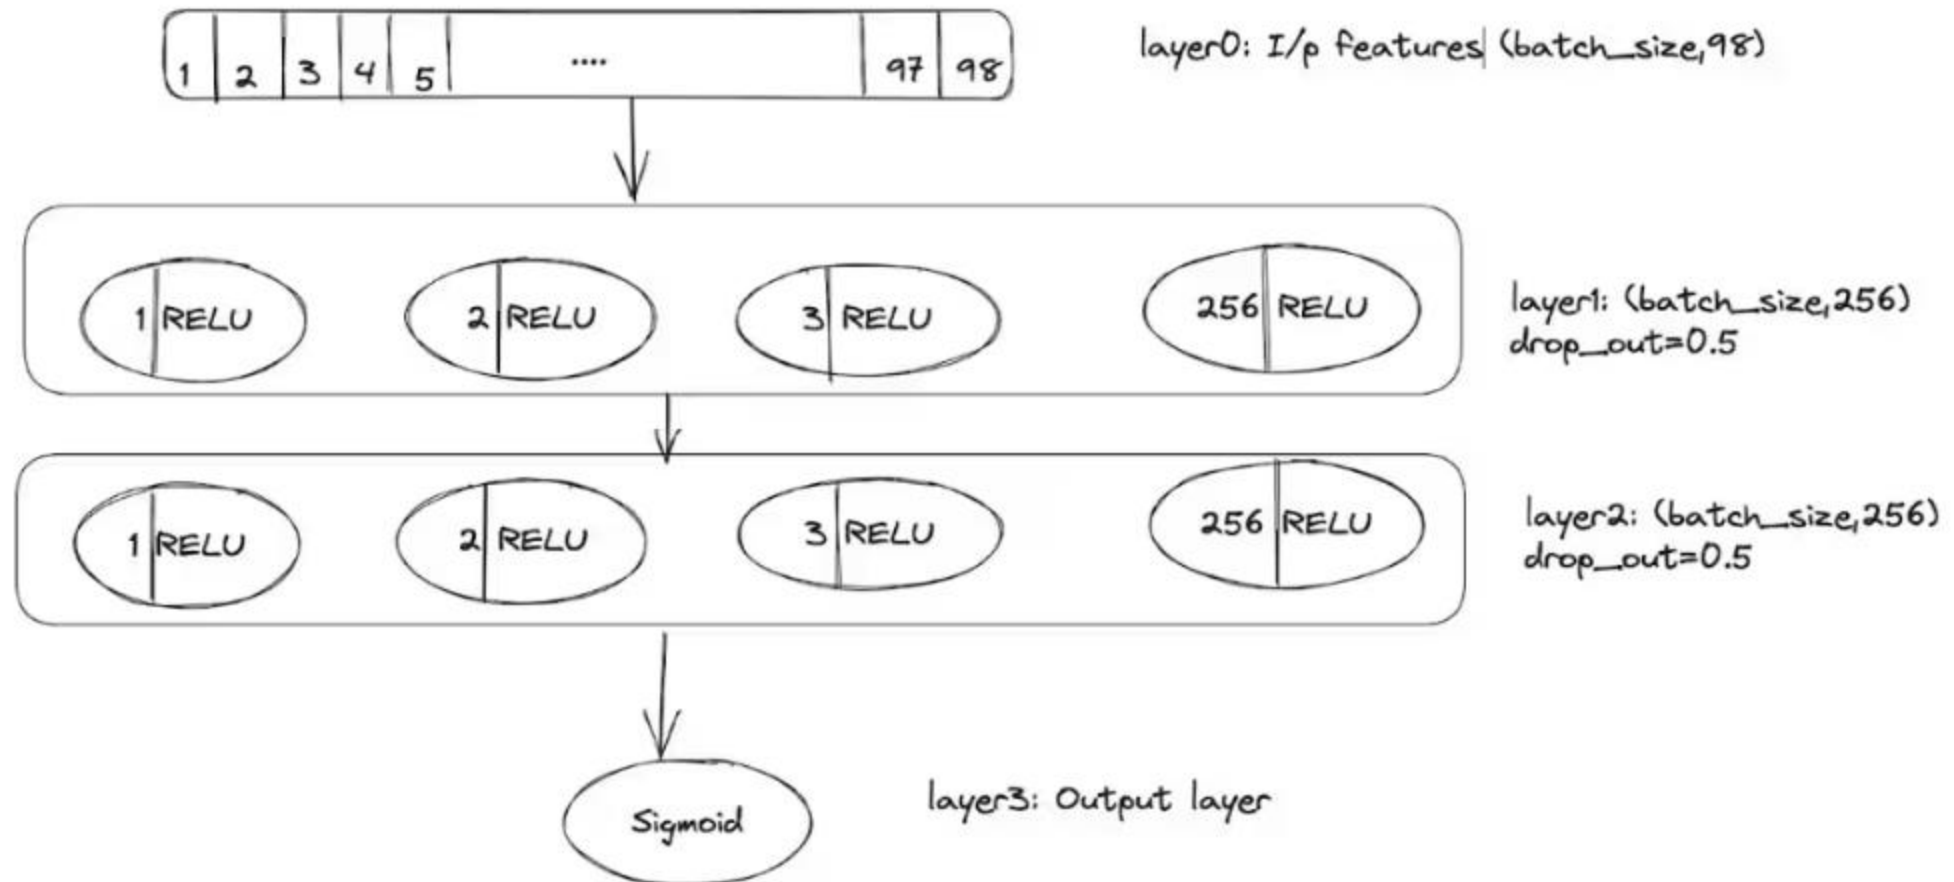 1 2 3 4 5 .... 97 98
layer0: I/p features (batch_size,98)
1 RELU 2 RELU 3 RELU 256 RELU
layer1: (batch_size,256)
drop_out=0.5
1 RELU 2 RELU 3 RELU 256 RELU
layer2: (batch_size,256)
drop_out=0.5
Sigmoid
layer3: Output layer